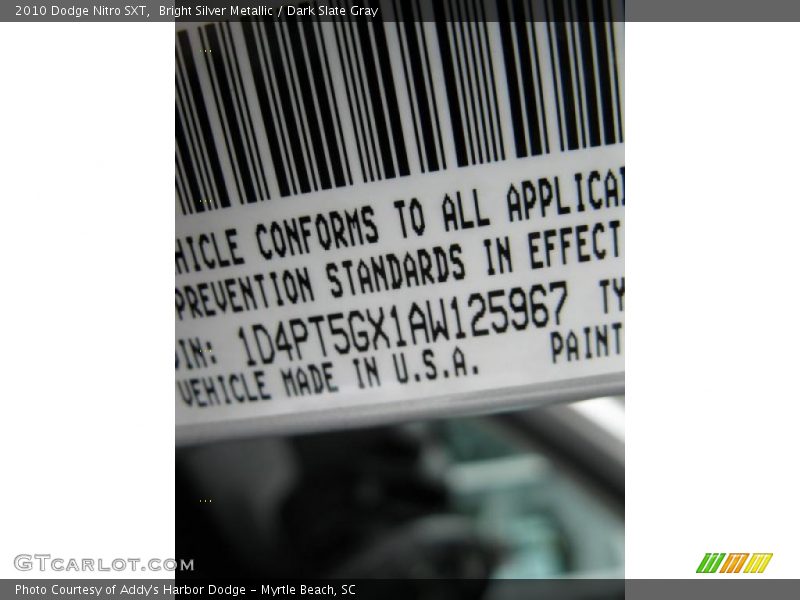 2010 Dodge Nitro SXT,  Bright Silver Metallic / Dark Slate Gray
HICLE CONFORMS TO ALL APPLICA
PREVENTION STANDARDS IN EFFECT
IN: 1D4PT5GX1AW125967 TY
VEHICLE MADE IN U.S.A. PAINT
GTCARLOT.COM
Photo Courtesy of Addy's Harbor Dodge - Myrtle Beach, SC